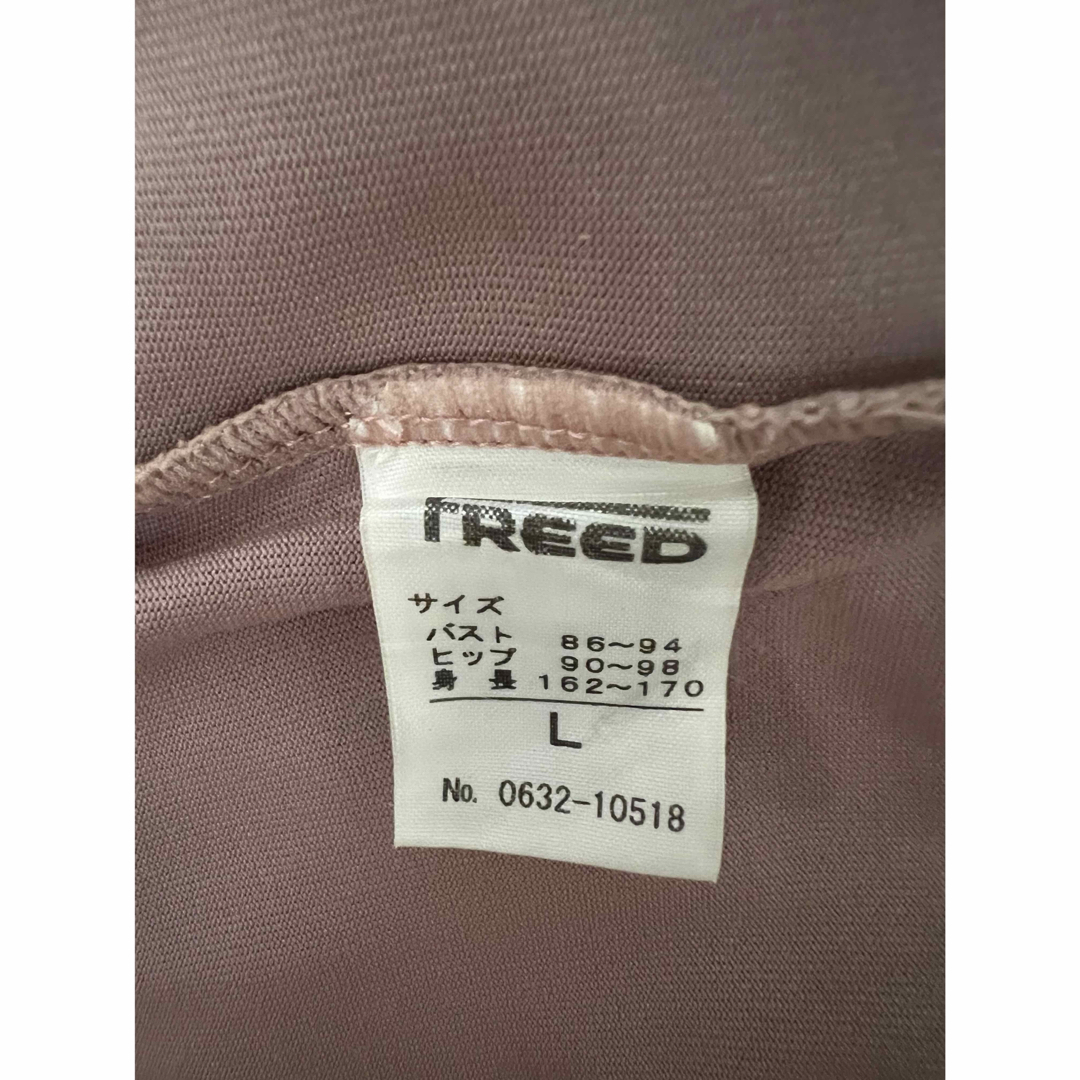 TREED
サイズ
バスト 86〜94
ヒップ 90〜98
身長 162〜170
L
No. 0632-10518